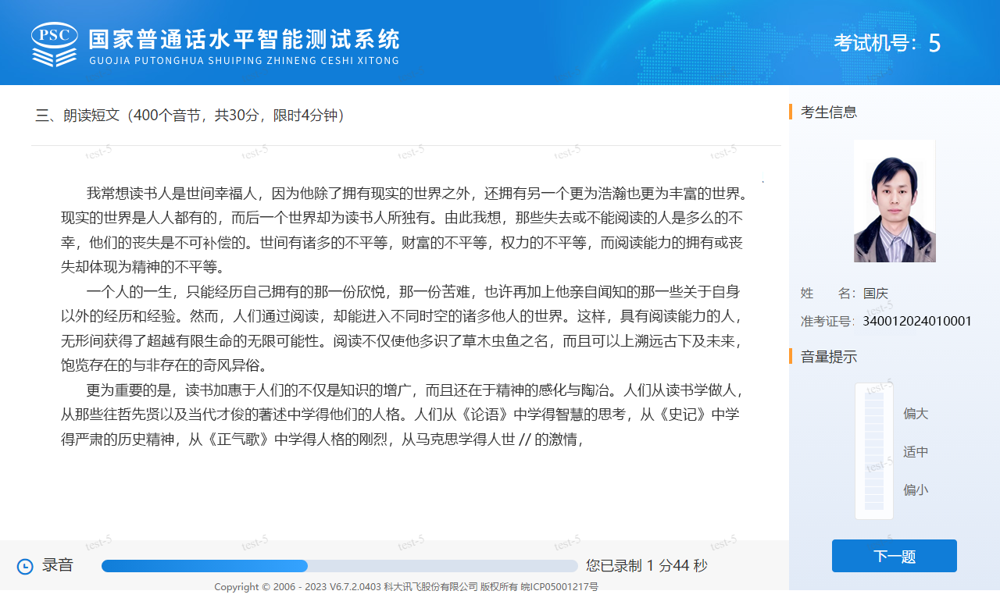 PSC 国家普通话水平智能测试系统
GUOJIA PUTONGHUA SHUIPING ZHINENG CESHI XITONG
考试机号：5
三、朗读短文（400个音节，共30分，限时4分钟）
我常想读书人是世间幸福人，因为他除了拥有现实的世界之外，还拥有另一个更为浩瀚也更为丰富的世界。
现实的世界是人人都有的，而后一个世界却为读书人所独有。由此我想，那些失去或不能阅读的人是多么的不
幸，他们的丧失是不可补偿的。世间有诸多的不平等，财富的不平等，权力的不平等，而阅读能力的拥有或丧
失却体现为精神的不平等。
一个人的一生，只能经历自己拥有的那一份欣悦，那一份苦难，也许再加上他亲自闻知的那一些关于自身
以外的经历和经验。然而，人们通过阅读，却能进入不同时空的诸多他人的世界。这样，具有阅读能力的人，
无形间获得了超越有限生命的无限可能性。阅读不仅使他多识了草木虫鱼之名，而且可以上溯远古下及未来，
饱览存在的与非存在的奇风异俗。
更为重要的是，读书加惠于人们的不仅是知识的增广，而且还在于精神的感化与陶冶。人们从读书学做人，
从那些往哲先贤以及当代才俊的著述中学得他们的人格。人们从《论语》中学得智慧的思考，从《史记》中学
得严肃的历史精神，从《正气歌》中学得人格的刚烈，从马克思学得人世 // 的激情，
考生信息
姓　　名：国庆
准考证号：340012024010001
音量提示
偏大
适中
偏小
下一题
录音
您已录制 1 分44 秒
Copyright © 2006 - 2023 V6.7.2.0403 科大讯飞股份有限公司 版权所有 皖ICP05001217号
test-5 test-5 test-5 test-5 test-5
test-5
test-5
test-5
test-5 test-5 test-5 test-5 test-5